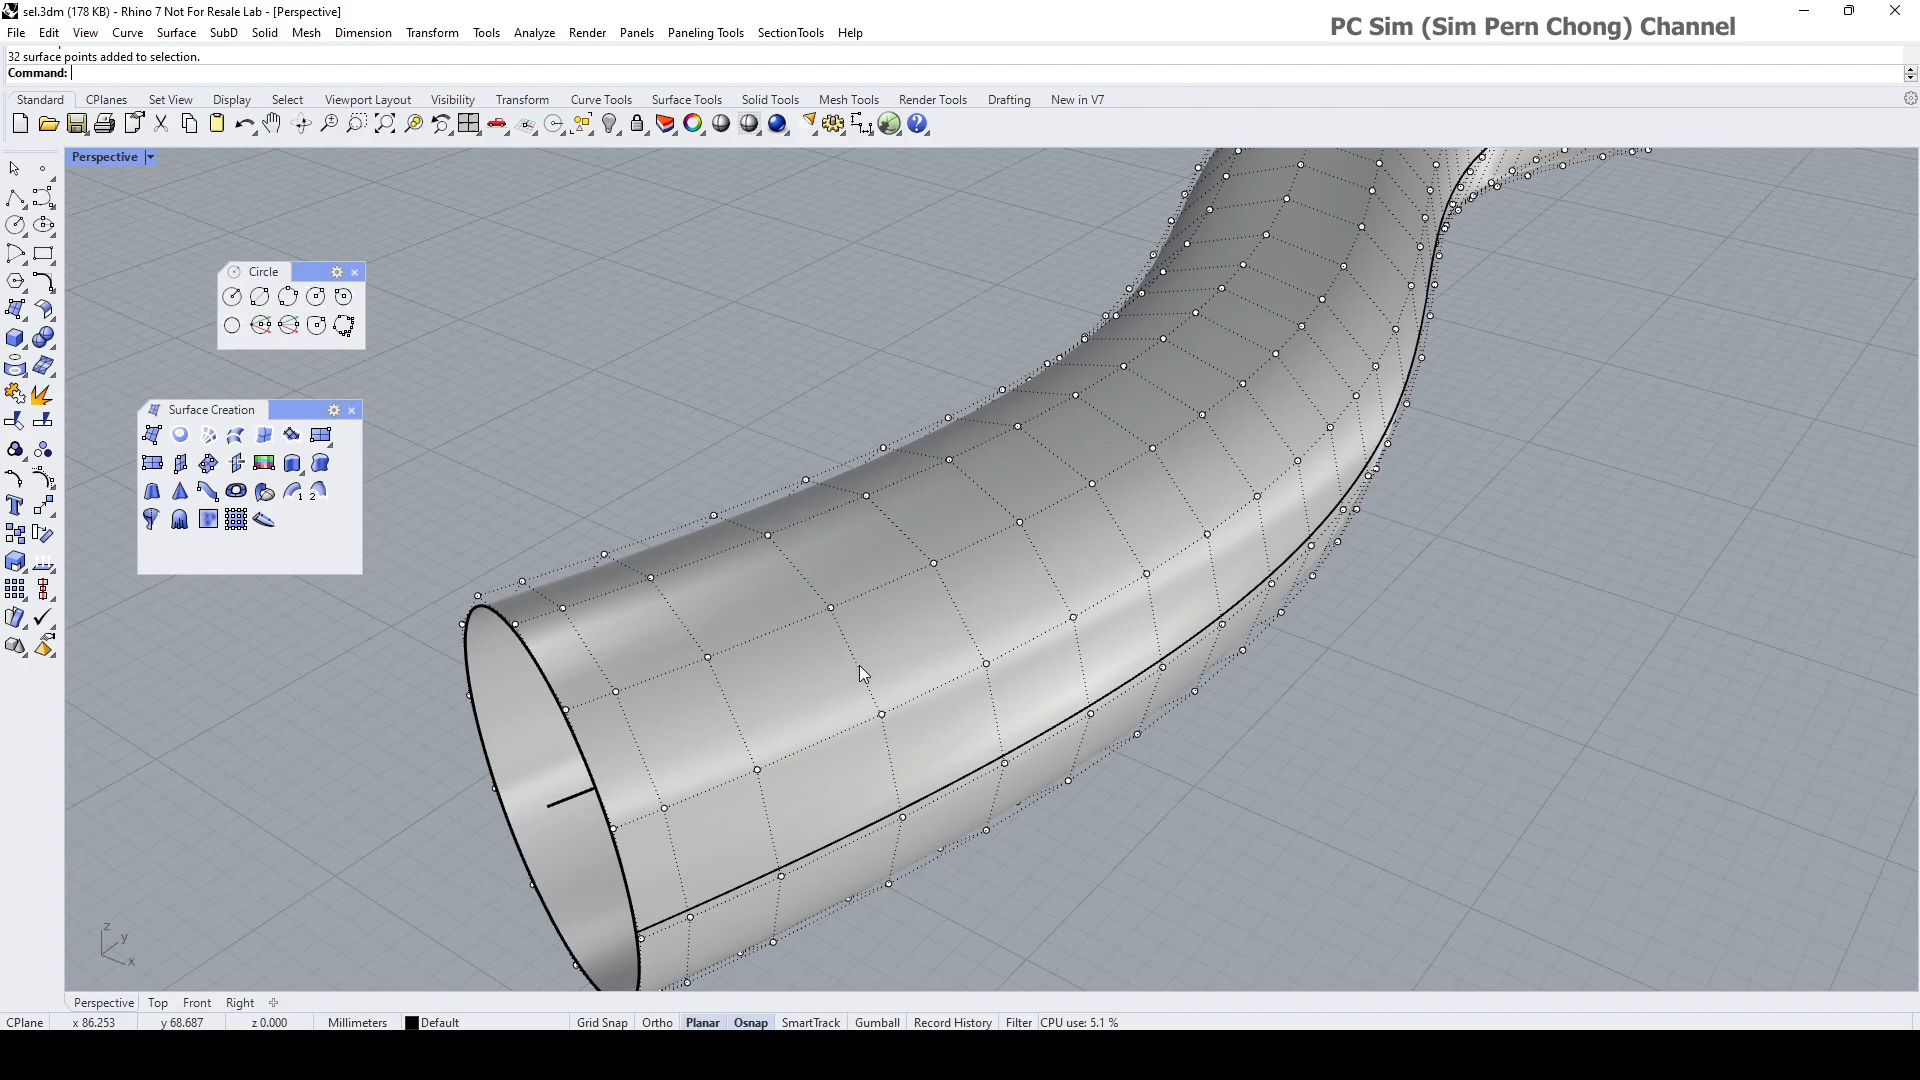 sel.3dm (178 KB) - Rhino 7 Not For Resale Lab - [Perspective]
PC Sim (Sim Pern Chong) Channel
File Edit View Curve Surface SubD Solid Mesh Dimension Transform Tools Analyze Render Panels Paneling Tools SectionTools Help
32 surface points added to selection.
Command:
Standard CPlanes Set View Display Select Viewport Layout Visibility Transform Curve Tools Surface Tools Solid Tools Mesh Tools Render Tools Drafting New in V7
Perspective
Circle
Surface Creation
1 2
z
y
x
Perspective Top Front Right
CPlane x 86.253 y 68.687 z 0.000 Millimeters Default Grid Snap Ortho Planar Osnap SmartTrack Gumball Record History Filter CPU use: 5.1 %